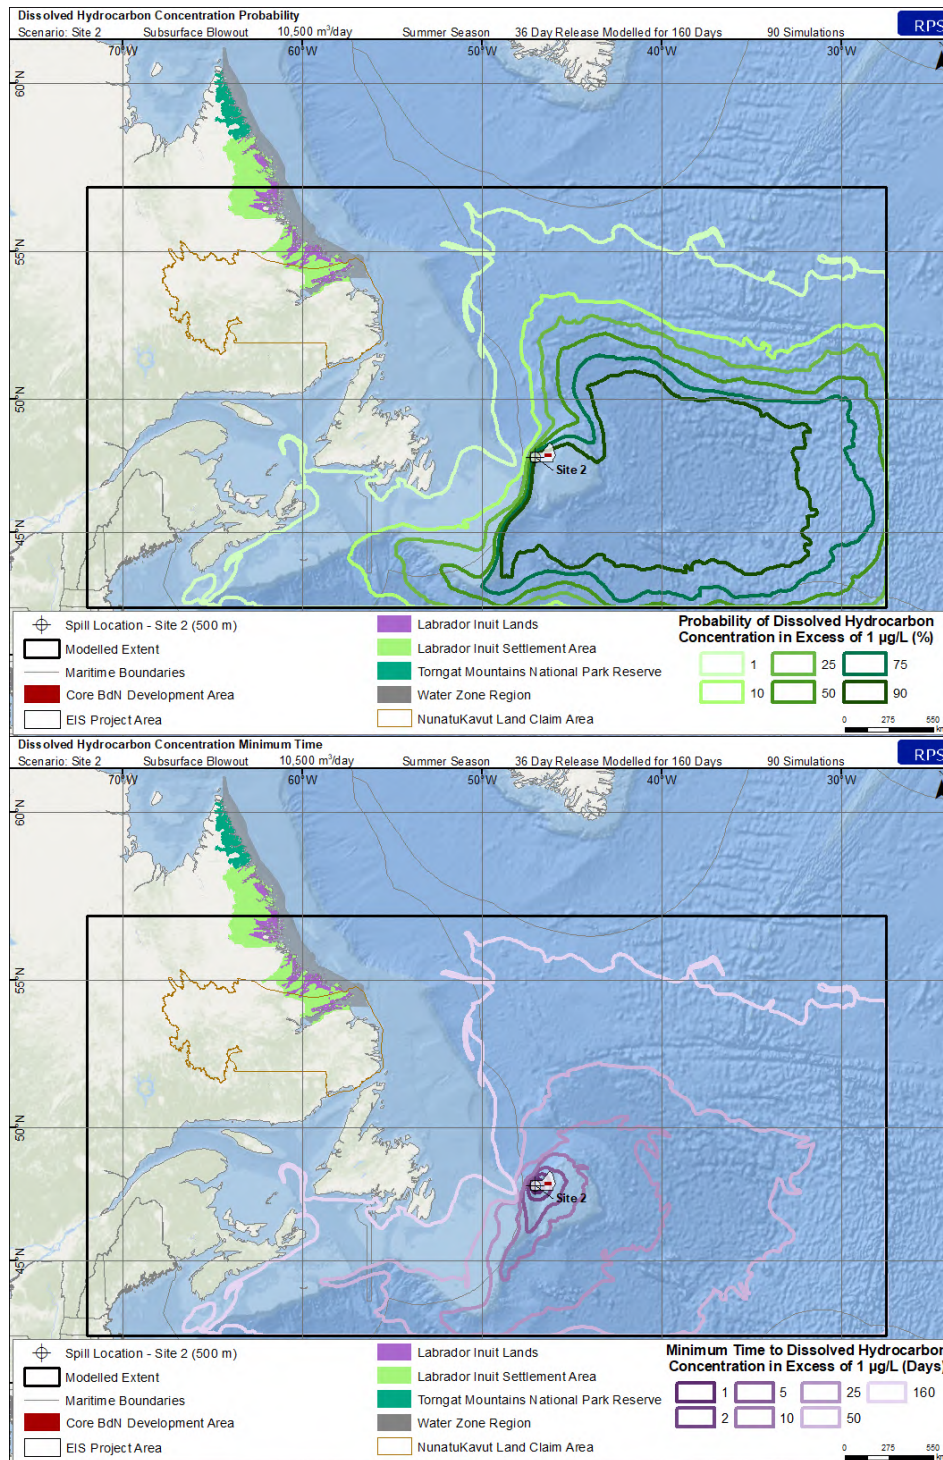 Dissolved Hydrocarbon Concentration Probability
Scenario: Site 2 Subsurface Blowout 10,500 m³/day Summer Season 36 Day Release Modelled for 160 Days 90 Simulations
RPS
70°W 60°W 50°W 40°W 30°W
60°N
55°N
50°N
45°N
Site 2
Spill Location - Site 2 (500 m)
Modelled Extent
Maritime Boundaries
Core BdN Development Area
EIS Project Area
Labrador Inuit Lands
Labrador Inuit Settlement Area
Torngat Mountains National Park Reserve
Water Zone Region
NunatuKavut Land Claim Area
Probability of Dissolved Hydrocarbon
Concentration in Excess of 1 µg/L (%)
1 25 75
10 50 90
0 275 550
km
Dissolved Hydrocarbon Concentration Minimum Time
Scenario: Site 2 Subsurface Blowout 10,500 m³/day Summer Season 36 Day Release Modelled for 160 Days 90 Simulations
RPS
70°W 60°W 50°W 40°W 30°W
60°N
55°N
50°N
45°N
Site 2
Spill Location - Site 2 (500 m)
Modelled Extent
Maritime Boundaries
Core BdN Development Area
EIS Project Area
Labrador Inuit Lands
Labrador Inuit Settlement Area
Torngat Mountains National Park Reserve
Water Zone Region
NunatuKavut Land Claim Area
Minimum Time to Dissolved Hydrocarbon
Concentration in Excess of 1 µg/L (Days)
1 5 25 160
2 10 50
0 275 550
km